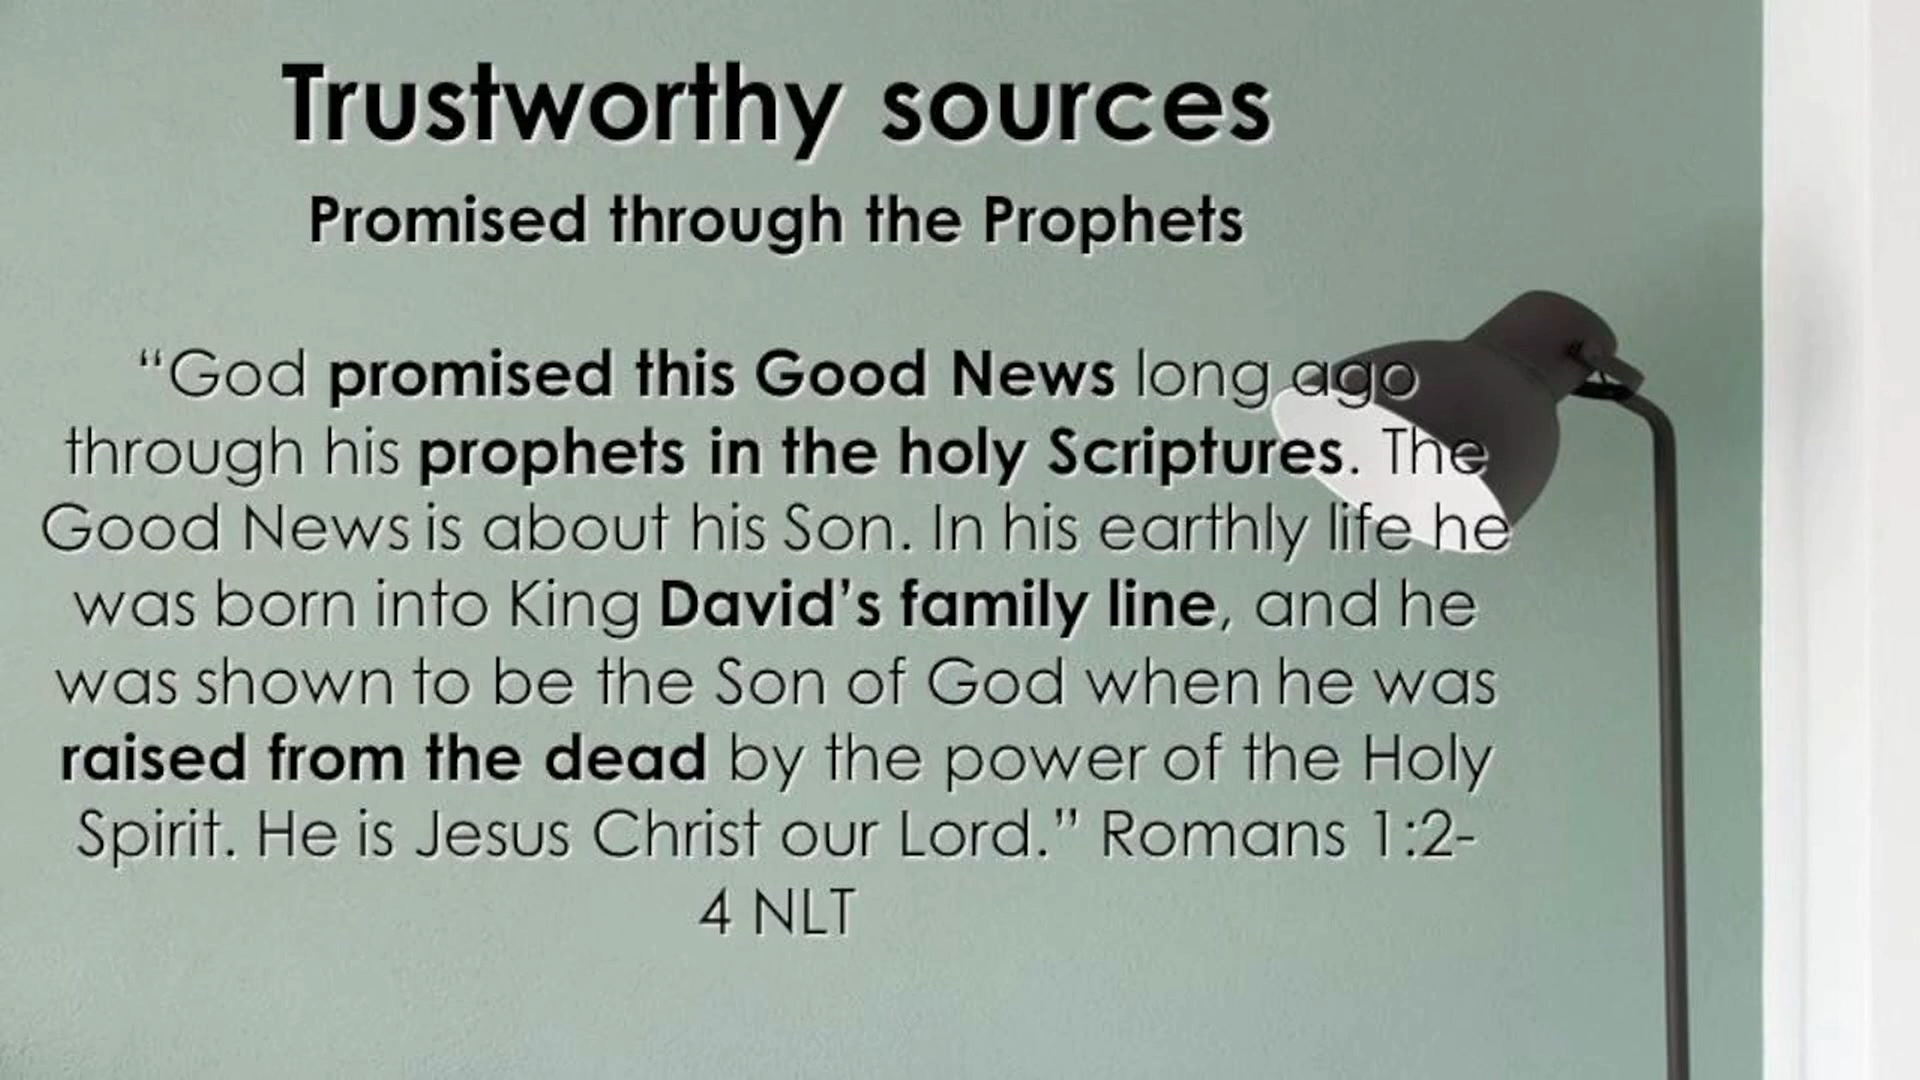 Trustworthy sources
Promised through the Prophets
“God promised this Good News long ago
through his prophets in the holy Scriptures. The
Good News is about his Son. In his earthly life he
was born into King David’s family line, and he
was shown to be the Son of God when he was
raised from the dead by the power of the Holy
Spirit. He is Jesus Christ our Lord.” Romans 1:2-
4 NLT